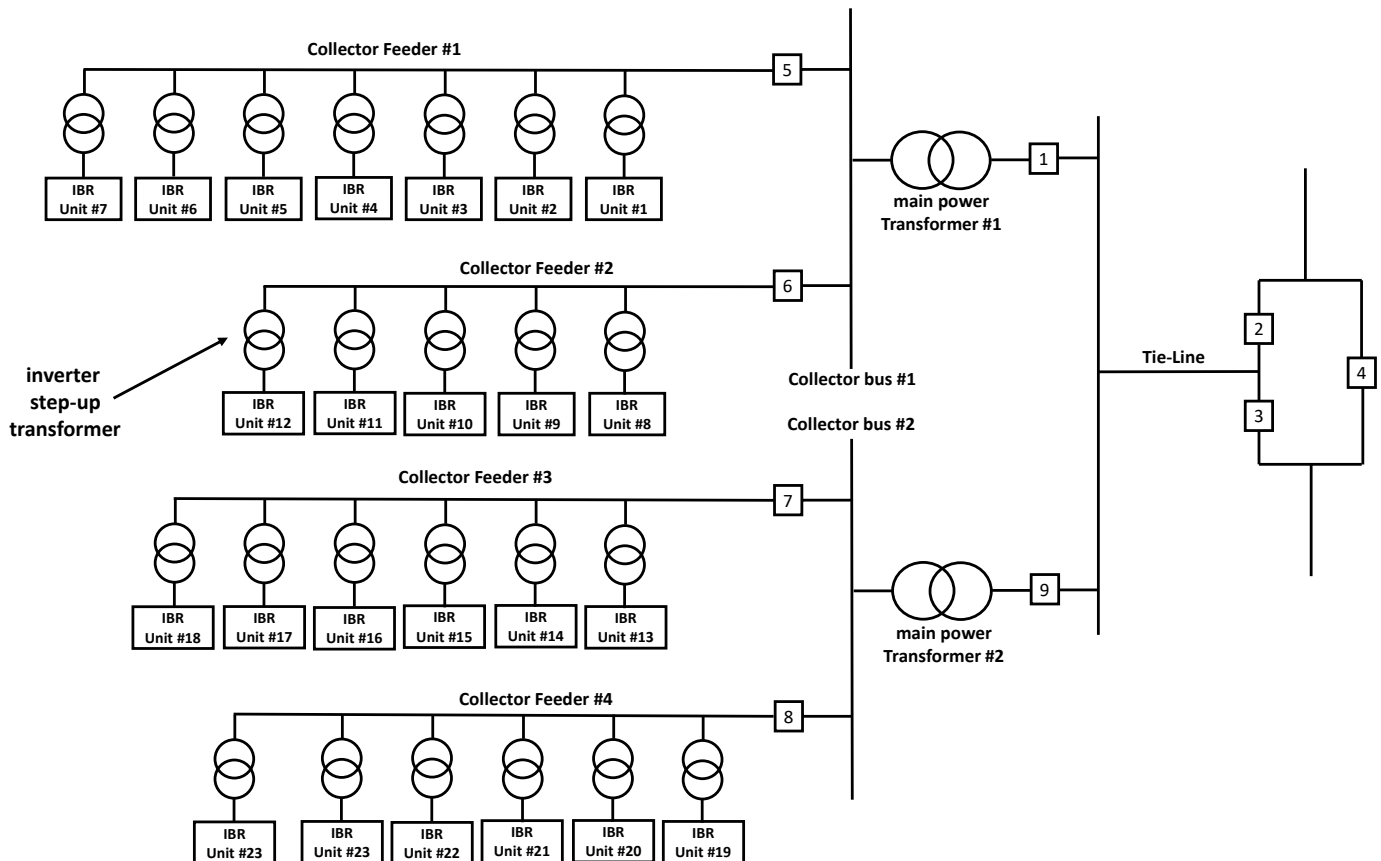 Collector Feeder #1
5
IBR
Unit #7
IBR
Unit #6
IBR
Unit #5
IBR
Unit #4
IBR
Unit #3
IBR
Unit #2
IBR
Unit #1
1
main power
Transformer #1
Collector Feeder #2
6
inverter
step-up
transformer
IBR
Unit #12
IBR
Unit #11
IBR
Unit #10
IBR
Unit #9
IBR
Unit #8
Collector bus #1
Collector bus #2
Tie-Line
2
3
4
Collector Feeder #3
7
IBR
Unit #18
IBR
Unit #17
IBR
Unit #16
IBR
Unit #15
IBR
Unit #14
IBR
Unit #13
9
main power
Transformer #2
Collector Feeder #4
8
IBR
Unit #23
IBR
Unit #23
IBR
Unit #22
IBR
Unit #21
IBR
Unit #20
IBR
Unit #19